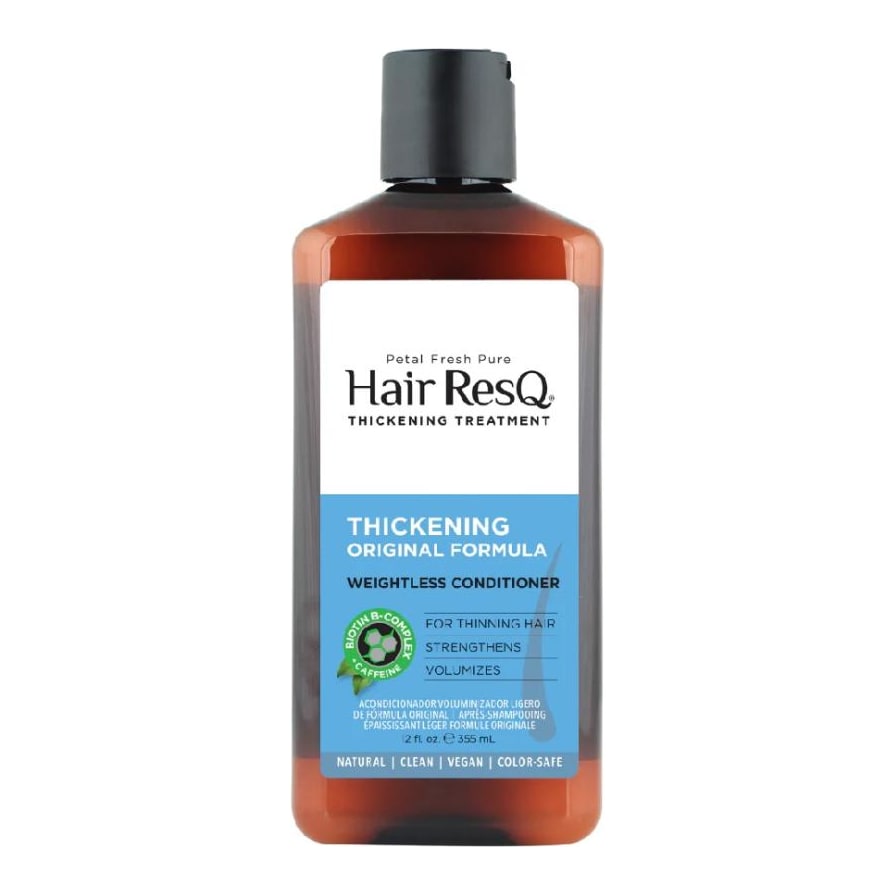 Petal Fresh Pure
Hair ResQ®
THICKENING TREATMENT
THICKENING
ORIGINAL FORMULA
WEIGHTLESS CONDITIONER
BIOTIN B-COMPLEX
+ CAFFEINE
FOR THINNING HAIR
STRENGTHENS
VOLUMIZES
ACONDICIONADOR VOLUMINIZADOR LIGERO
DE FÓRMULA ORIGINAL | APRÈS-SHAMPOOING
ÉPAISSISSANT LÉGER FORMULE ORIGINALE
12 fl. oz. ℮ 355 mL
NATURAL | CLEAN | VEGAN | COLOR-SAFE